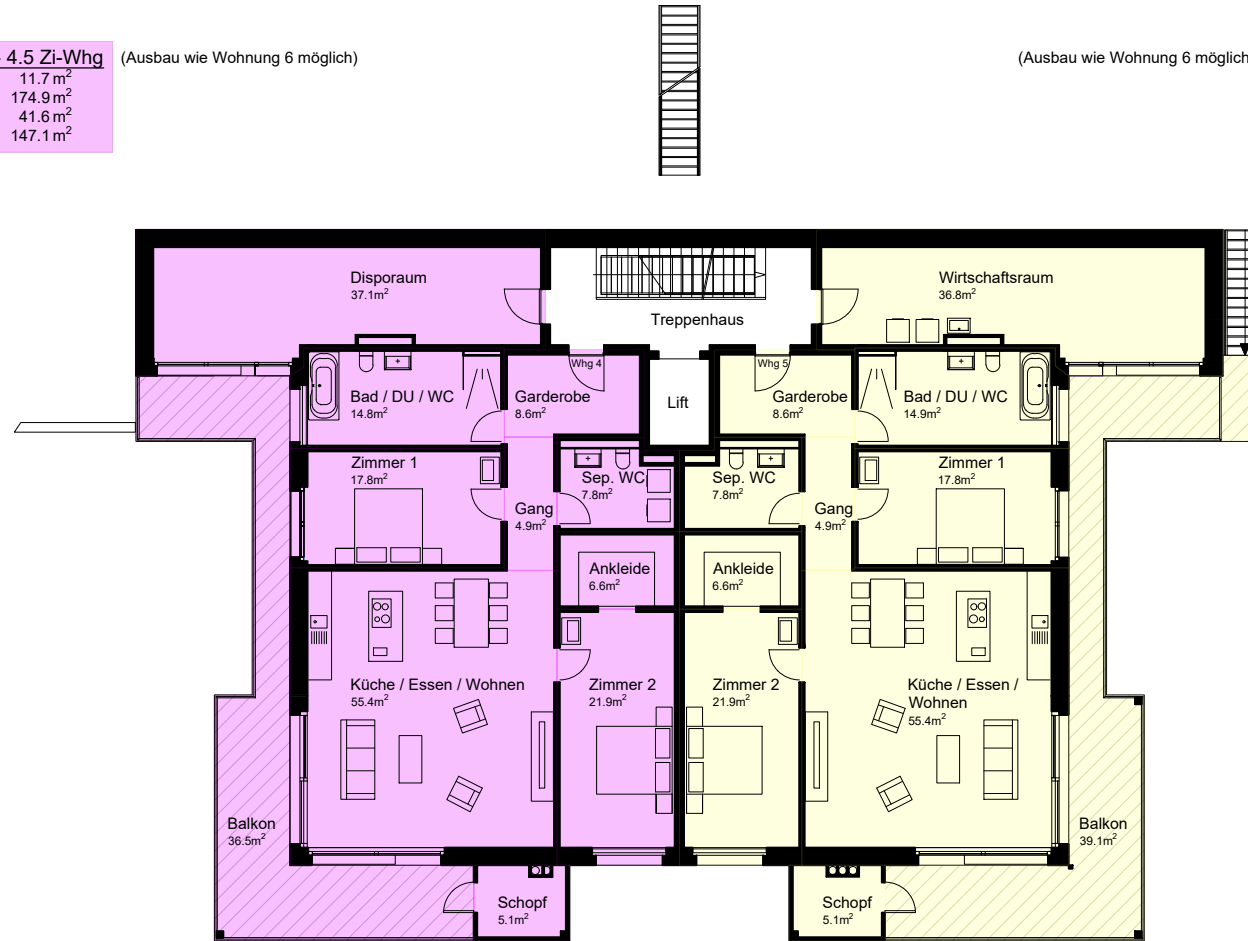 4.5 Zi-Whg (Ausbau wie Wohnung 6 möglich)
(Ausbau wie Wohnung 6 möglich
11.7 m²
174.9 m²
41.6 m²
147.1 m²
Disporaum
37.1m²
Wirtschaftsraum
36.8m²
Treppenhaus
Whg 4
Whg 5
Lift
Bad / DU / WC
14.8m²
Garderobe
8.6m²
Garderobe
8.6m²
Bad / DU / WC
14.9m²
Zimmer 1
17.8m²
Sep. WC
7.8m²
Sep. WC
7.8m²
Zimmer 1
17.8m²
Gang
4.9m²
Gang
4.9m²
Ankleide
6.6m²
Ankleide
6.6m²
Küche / Essen / Wohnen
55.4m²
Zimmer 2
21.9m²
Zimmer 2
21.9m²
Küche / Essen /
Wohnen
55.4m²
Balkon
36.5m²
Balkon
39.1m²
Schopf
5.1m²
Schopf
5.1m²